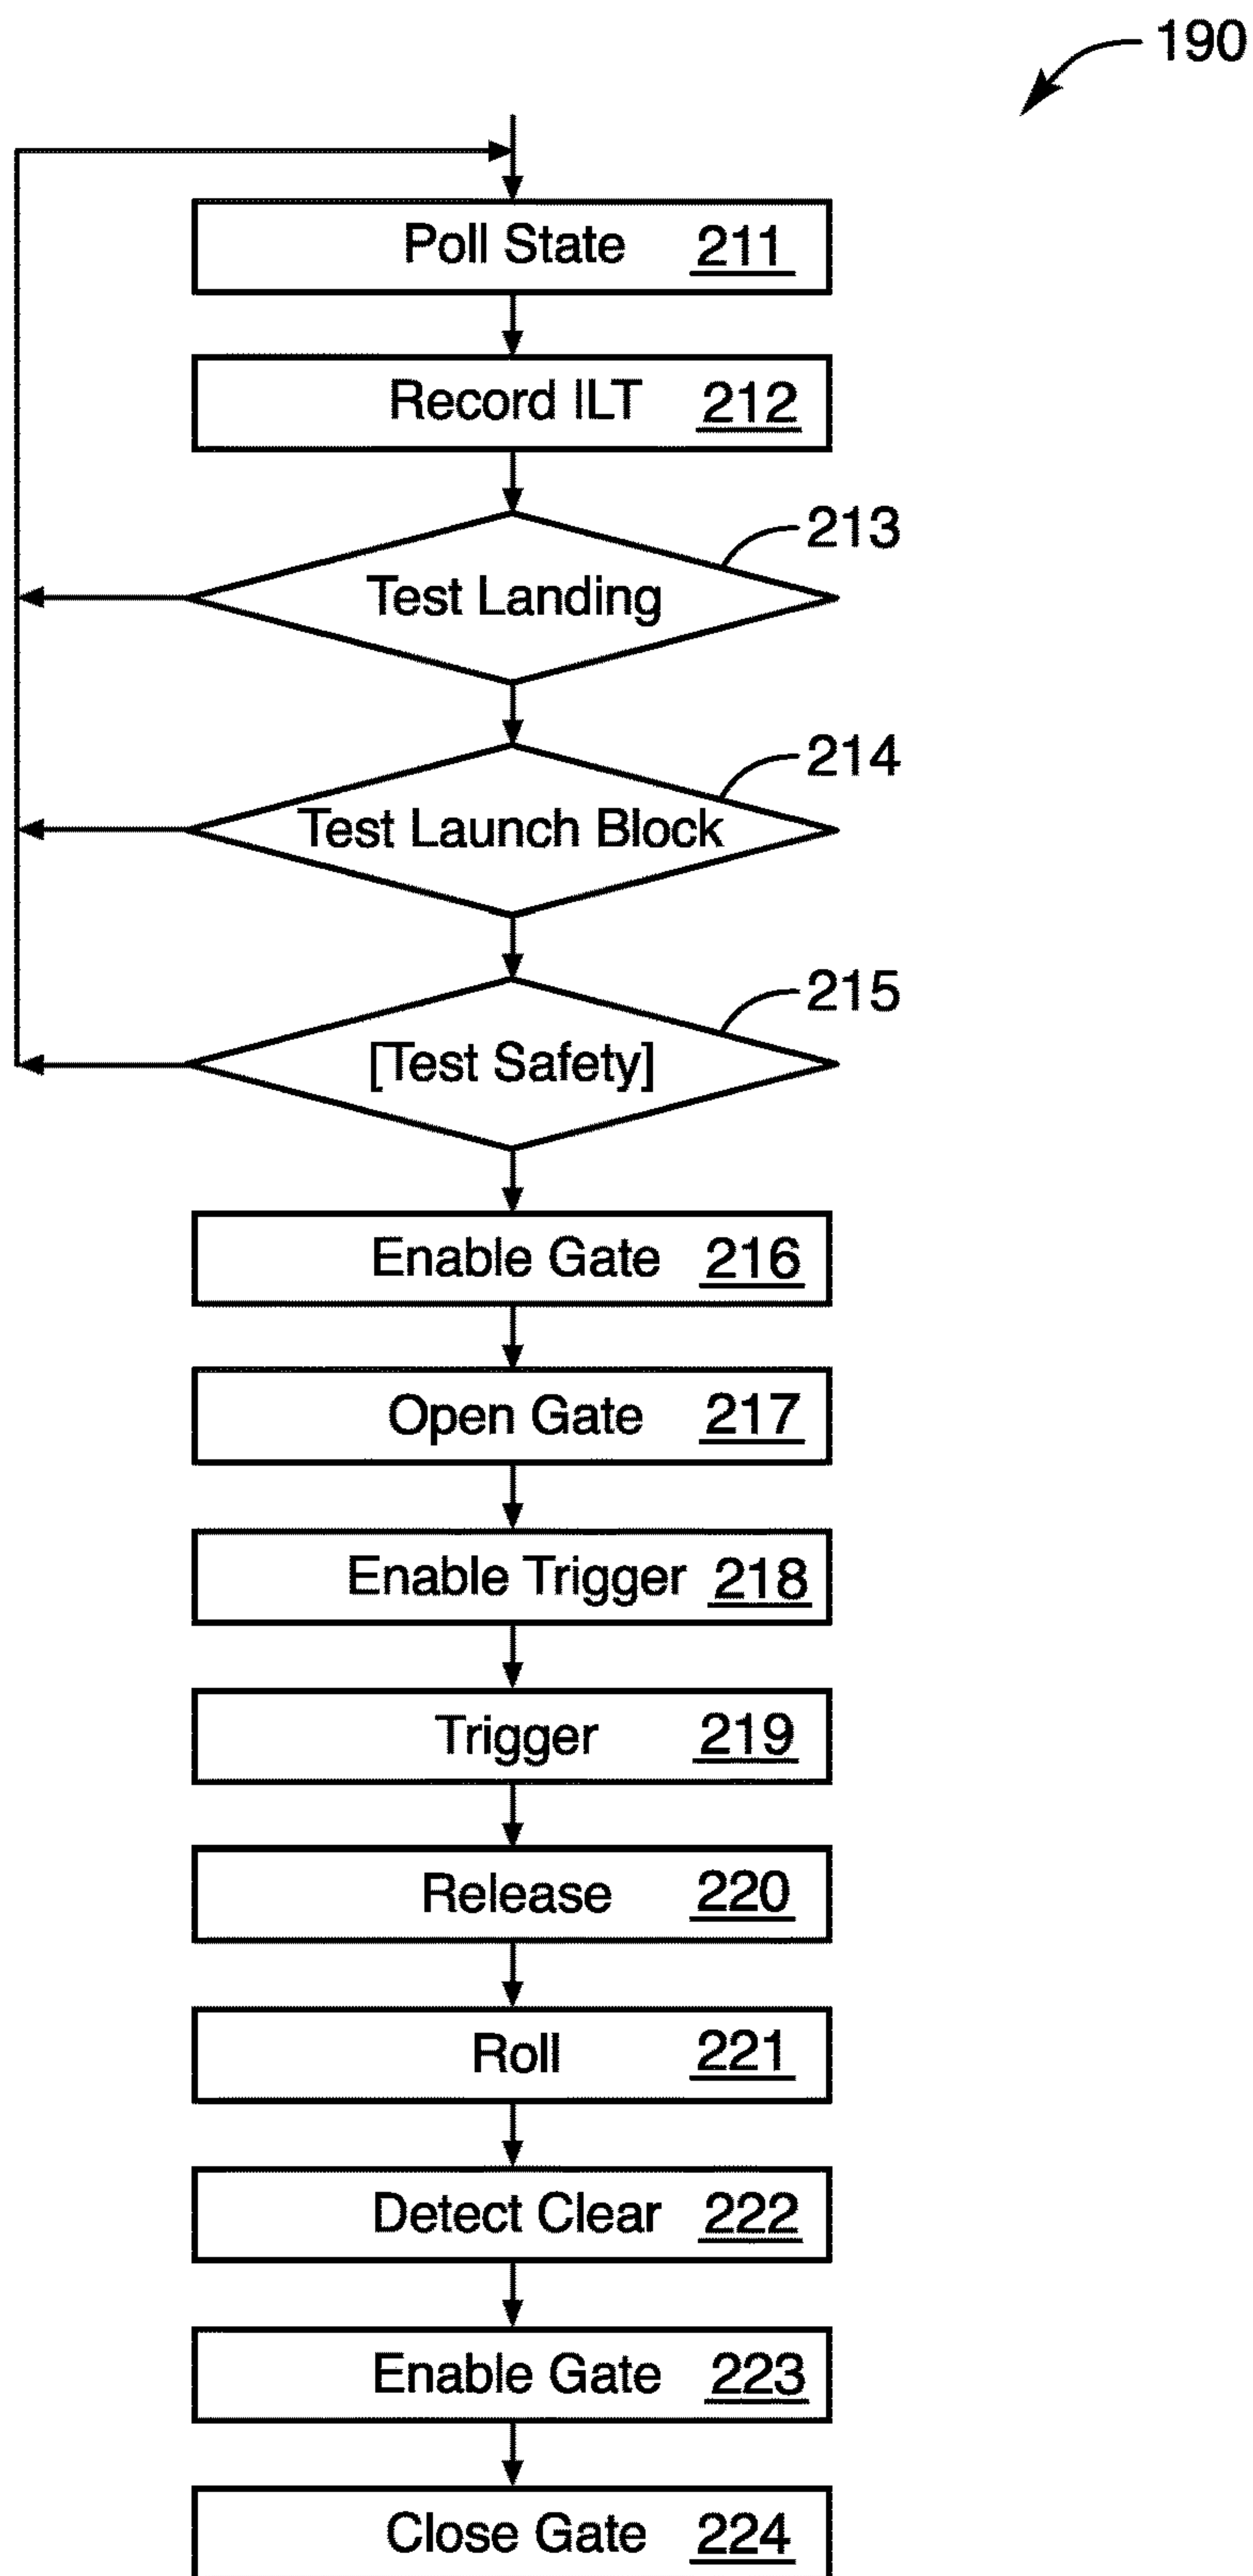 190
Poll State 211
Record ILT 212
213
Test Landing
214
Test Launch Block
215
[Test Safety]
Enable Gate 216
Open Gate 217
Enable Trigger 218
Trigger 219
Release 220
Roll 221
Detect Clear 222
Enable Gate 223
Close Gate 224